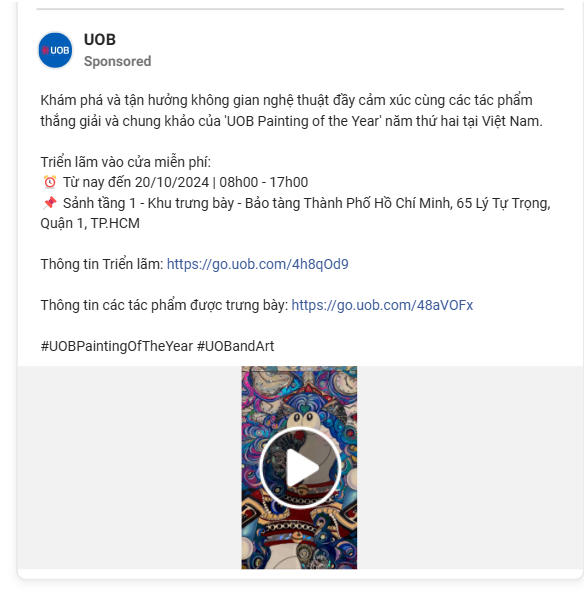 UOB
UOB
Sponsored
Khám phá và tận hưởng không gian nghệ thuật đầy cảm xúc cùng các tác phẩm
thắng giải và chung khảo của 'UOB Painting of the Year' năm thứ hai tại Việt Nam.
Triển lãm vào cửa miễn phí:
⏰ Từ nay đến 20/10/2024 | 08h00 - 17h00
📌 Sảnh tầng 1 - Khu trưng bày - Bảo tàng Thành Phố Hồ Chí Minh, 65 Lý Tự Trọng,
Quận 1, TP.HCM
Thông tin Triển lãm: https://go.uob.com/4h8qOd9
Thông tin các tác phẩm được trưng bày: https://go.uob.com/48aVOFx
#UOBPaintingOfTheYear #UOBandArt